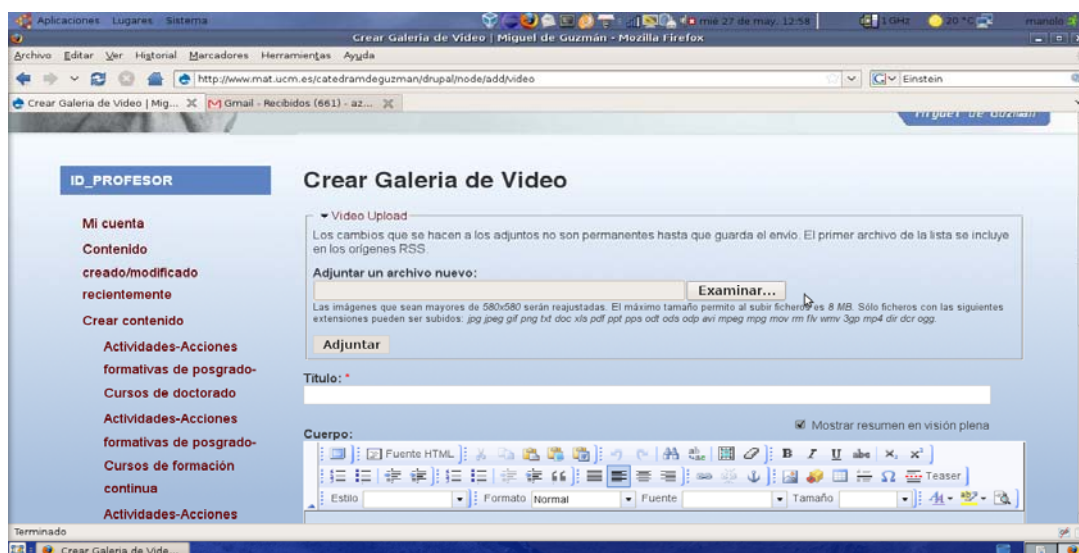 Aplicaciones Lugares Sistema mié 27 de may, 12:58 1 GHz 20 °C manolo
Crear Galeria de Video | Miguel de Guzmán - Mozilla Firefox
Archivo Editar Ver Historial Marcadores Herramientas Ayuda
http://www.mat.ucm.es/catedramdeguzman/drupal/node/add/video Einstein
Crear Galeria de Video | Mig... Gmail - Recibidos (661) - az...
Miguel de Guzmán
ID_PROFESOR
Mi cuenta
Contenido
creado/modificado
recientemente
Crear contenido
Actividades-Acciones
formativas de posgrado-
Cursos de doctorado
Actividades-Acciones
formativas de posgrado-
Cursos de formación
continua
Actividades-Acciones
Crear Galeria de Video
Video Upload
Los cambios que se hacen a los adjuntos no son permanentes hasta que guarda el envío. El primer archivo de la lista se incluye
en los orígenes RSS.
Adjuntar un archivo nuevo:
Examinar...
Las imágenes que sean mayores de 580x580 serán reajustadas. El máximo tamaño permito al subir ficheros es 8 MB. Sólo ficheros con las siguientes
extensiones pueden ser subidos: jpg jpeg gif png txt doc xls pdf ppt pps odt ods odp avi mpeg mpg mov rm flv wmv 3gp mp4 dir dcr ogg.
Adjuntar
Título: *
Mostrar resumen en visión plena
Cuerpo:
Fuente HTML B I U abc x₂ x²
Teaser
Estilo Formato Normal Fuente Tamaño
Terminado
Crear Galeria de Vide...